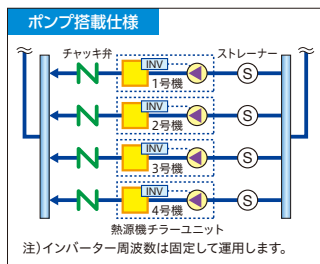 ポンプ搭載仕様
チャッキ弁 ストレーナー
INV
S
1号機
INV
S
2号機
INV
S
3号機
INV
S
4号機
熱源機チラーユニット
注)インバーター周波数は固定して運用します。